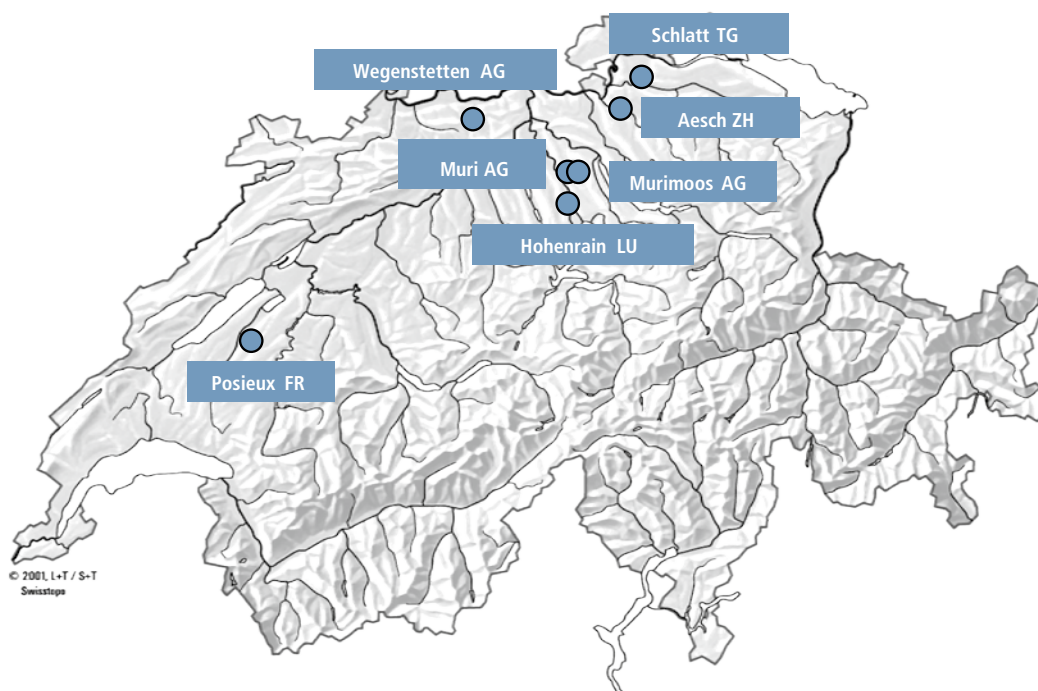 Schlatt TG
Wegenstetten AG
Aesch ZH
Muri AG
Murimoos AG
Hohenrain LU
Posieux FR
© 2001, L+T / S+T
Swisstopo